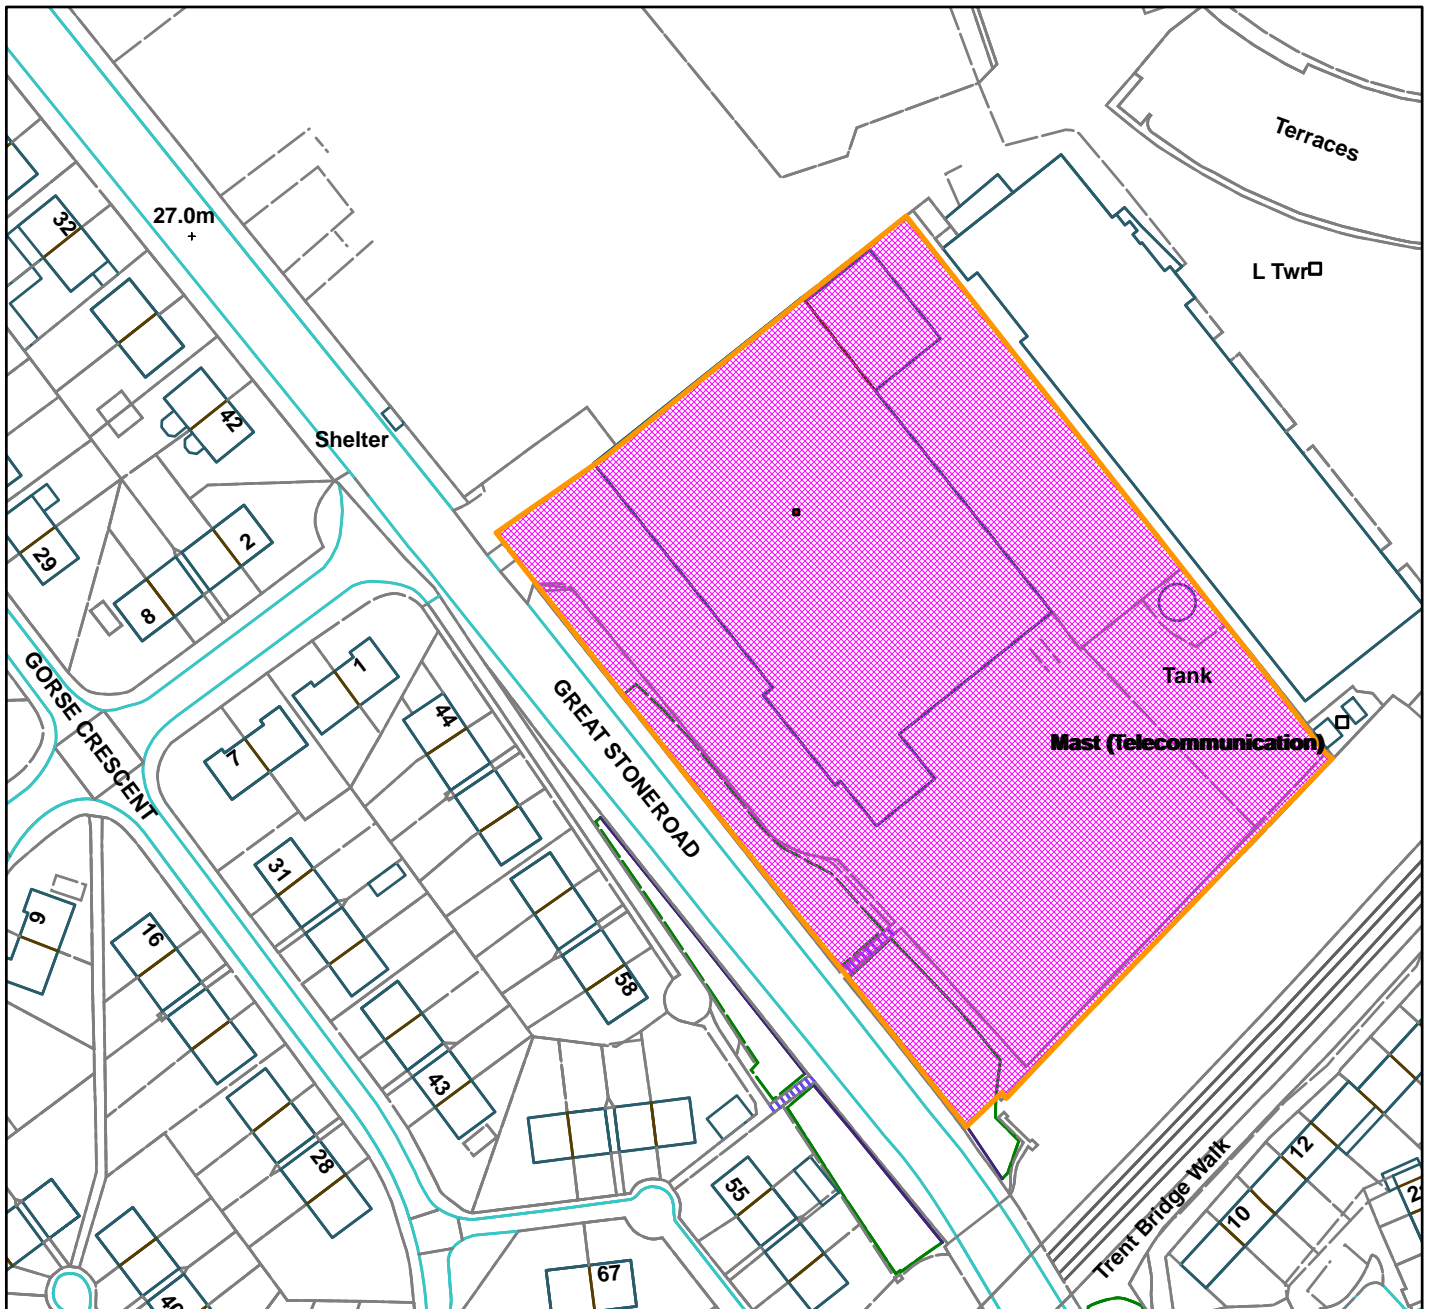 Terraces
32
27.0m
L Twr
42
Shelter
29
2
8
GORSE CRESCENT
1
7
44
GREAT STONEROAD
Tank
Mast (Telecommunication)
31
9
16
58
43
28
55
12
10
Trent Bridge Walk
67